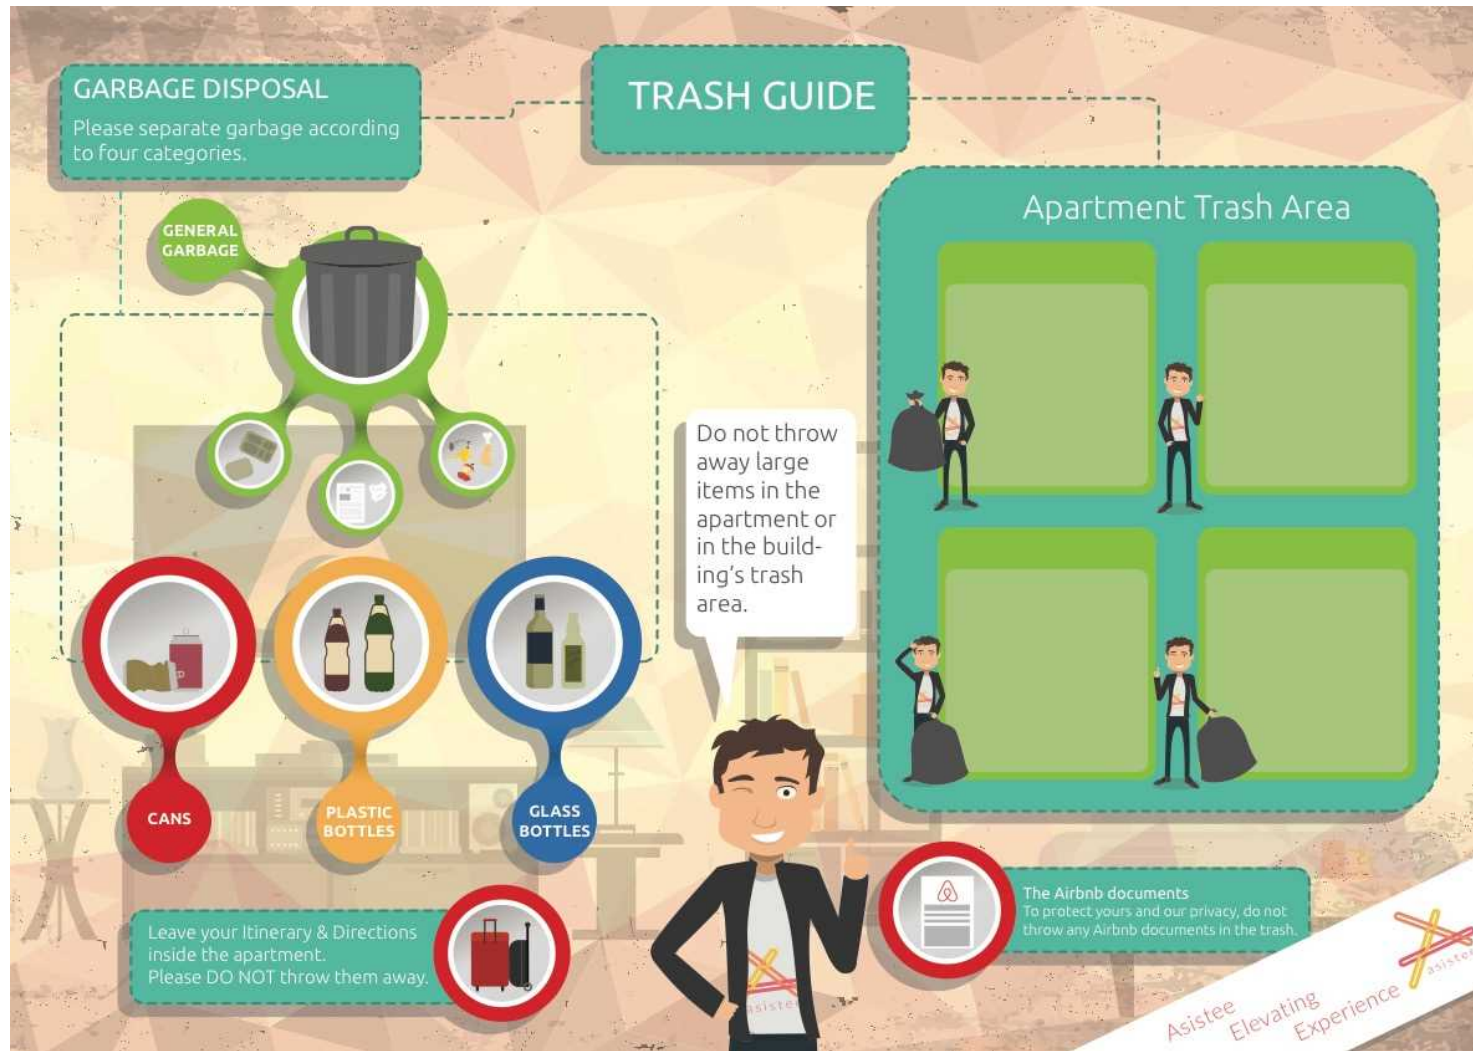 TRASH GUIDE
GARBAGE DISPOSAL
Please separate garbage according
to four categories.
GENERAL
GARBAGE
CANS
PLASTIC
BOTTLES
GLASS
BOTTLES
Leave your Itinerary & Directions
inside the apartment.
Please DO NOT throw them away.
Do not throw
away large
items in the
apartment or
in the build-
ing's trash
area.
asistee
Apartment Trash Area
The Airbnb documents
To protect yours and our privacy, do not
throw any Airbnb documents in the trash.
Asistee
Elevating
Experience
asistee